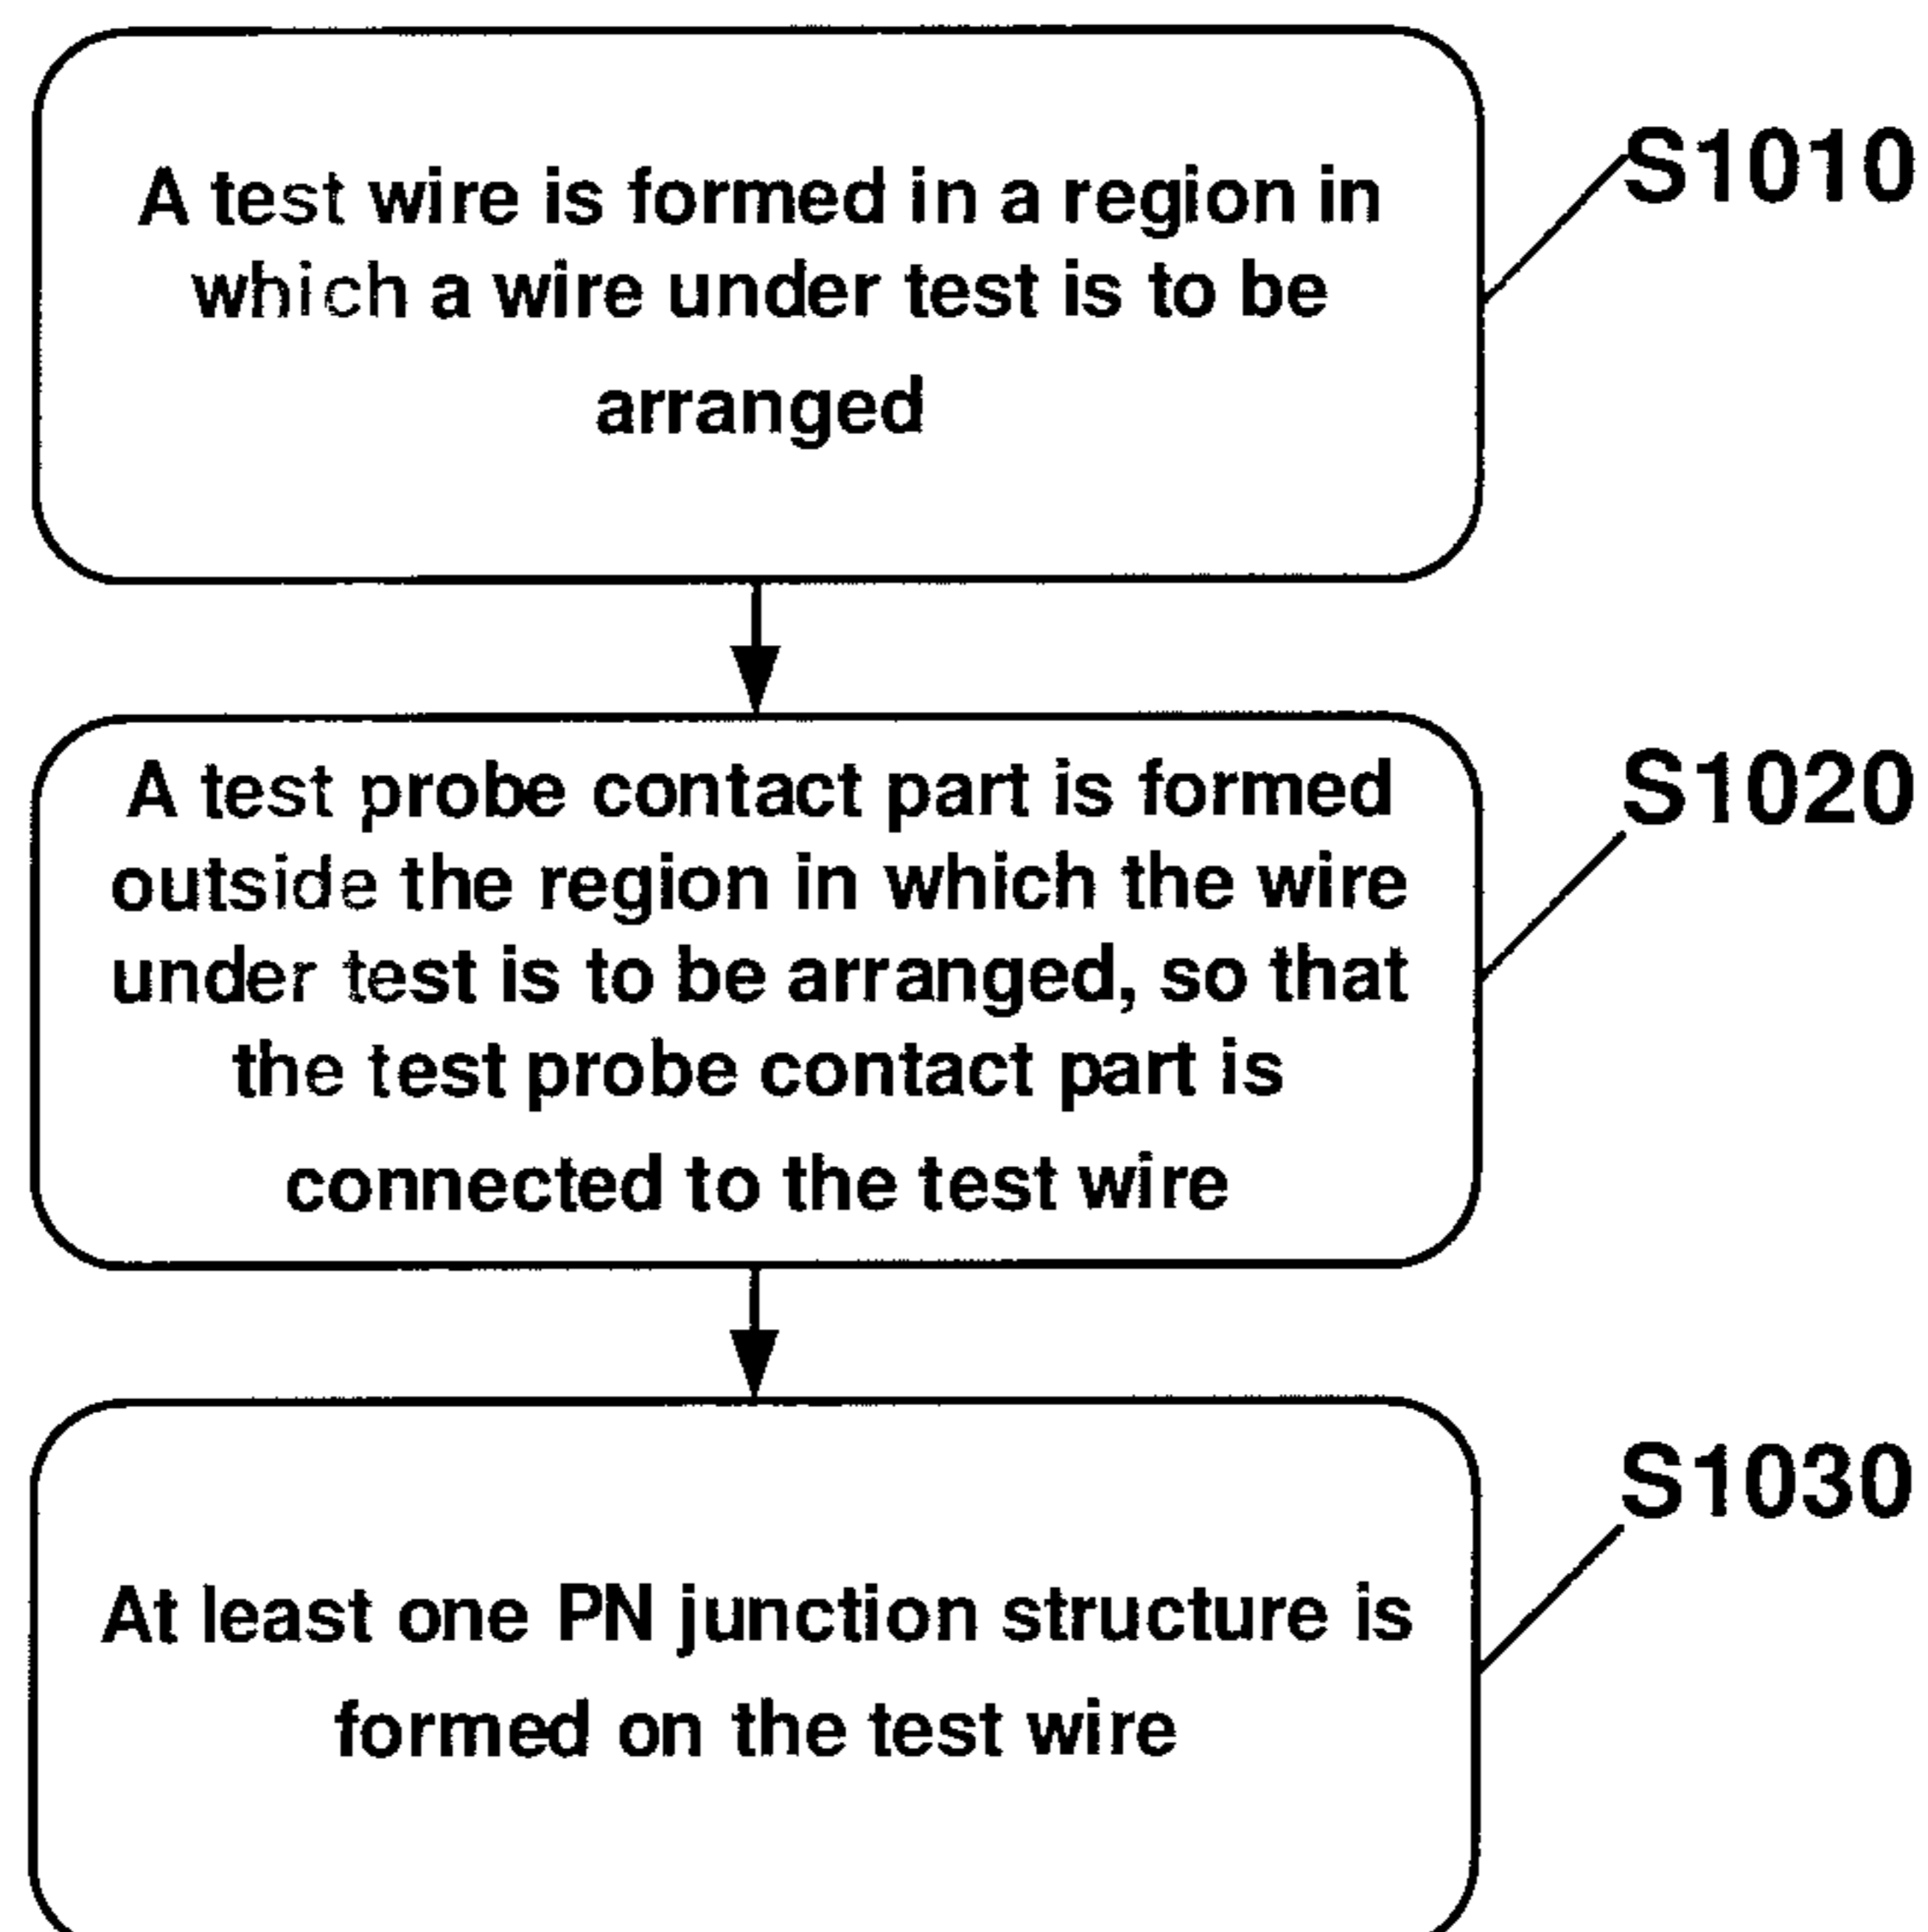 A test wire is formed in a region in
which a wire under test is to be
arranged
S1010
A test probe contact part is formed
outside the region in which the wire
under test is to be arranged, so that
the test probe contact part is
connected to the test wire
S1020
At least one PN junction structure is
formed on the test wire
S1030